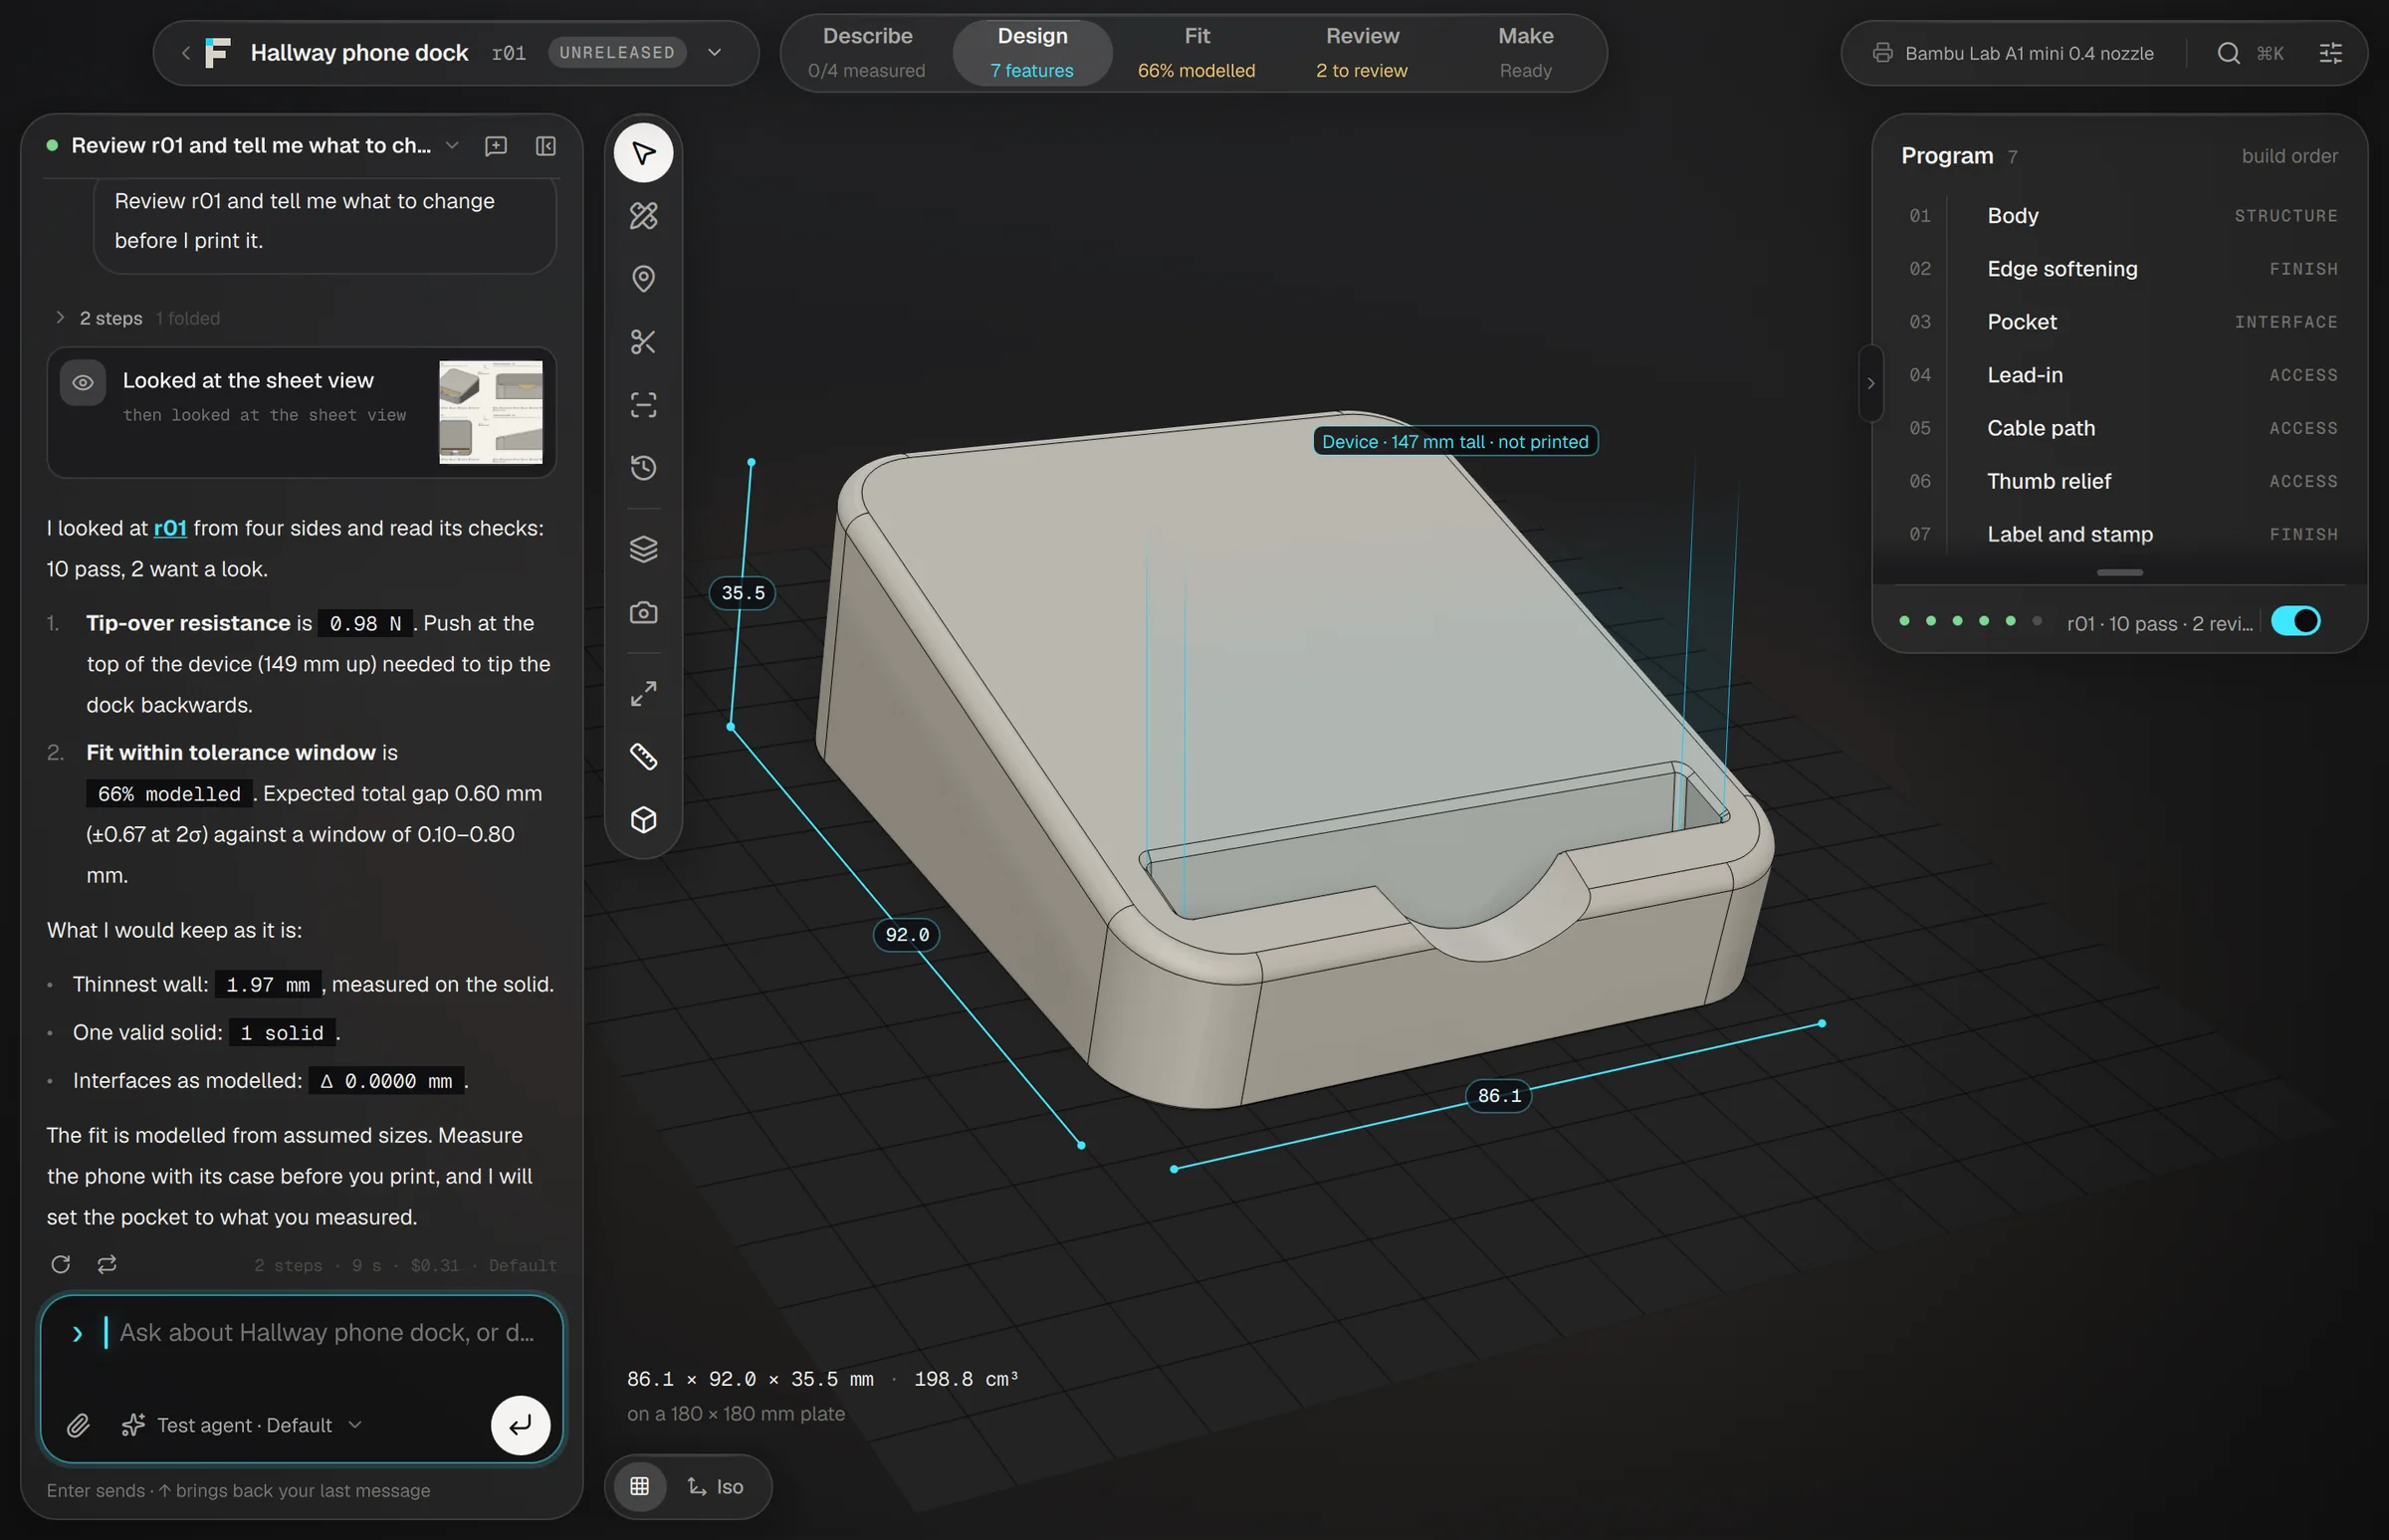 Hallway phone dock r01 UNRELEASED
Describe
0/4 measured
Design
7 features
Fit
66% modelled
Review
2 to review
Make
Ready
Bambu Lab A1 mini 0.4 nozzle
⌘K
Review r01 and tell me what to ch...
Review r01 and tell me what to change
before I print it.
2 steps 1 folded
Looked at the sheet view
then looked at the sheet view
I looked at r01 from four sides and read its checks:
10 pass, 2 want a look.
1. Tip-over resistance is 0.98 N . Push at the
top of the device (149 mm up) needed to tip the
dock backwards.
2. Fit within tolerance window is
66% modelled . Expected total gap 0.60 mm
(±0.67 at 2σ) against a window of 0.10–0.80
mm.
What I would keep as it is:
• Thinnest wall: 1.97 mm , measured on the solid.
• One valid solid: 1 solid .
• Interfaces as modelled: Δ 0.0000 mm .
The fit is modelled from assumed sizes. Measure
the phone with its case before you print, and I will
set the pocket to what you measured.
2 steps · 9 s · $0.31 · Default
Ask about Hallway phone dock, or d...
Test agent · Default
Enter sends · ↑ brings back your last message
Device · 147 mm tall · not printed
35.5
92.0
86.1
86.1 × 92.0 × 35.5 mm · 198.8 cm³
on a 180 × 180 mm plate
Iso
Program 7 build order
01 Body STRUCTURE
02 Edge softening FINISH
03 Pocket INTERFACE
04 Lead-in ACCESS
05 Cable path ACCESS
06 Thumb relief ACCESS
07 Label and stamp FINISH
r01 · 10 pass · 2 revi...